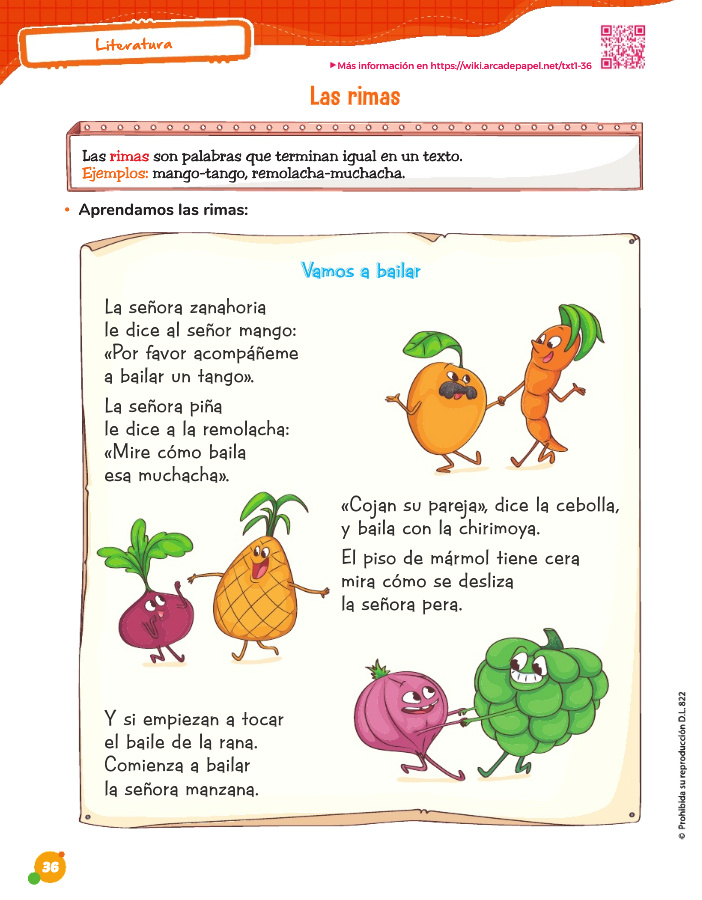 Literatura
Más información en https://wiki.arcadepapel.net/txt1-36
Las rimas
Las rimas son palabras que terminan igual en un texto.
Ejemplos: mango-tango, remolacha-muchacha.
• Aprendamos las rimas:
Vamos a bailar
La señora zanahoria
le dice al señor mango:
«Por favor acompáñeme
a bailar un tango».
La señora piña
le dice a la remolacha:
«Mire cómo baila
esa muchacha».
«Cojan su pareja», dice la cebolla,
y baila con la chirimoya.
El piso de mármol tiene cera
mira cómo se desliza
la señora pera.
Y si empiezan a tocar
el baile de la rana.
Comienza a bailar
la señora manzana.
© Prohibida su reproducción D.L. 822
36